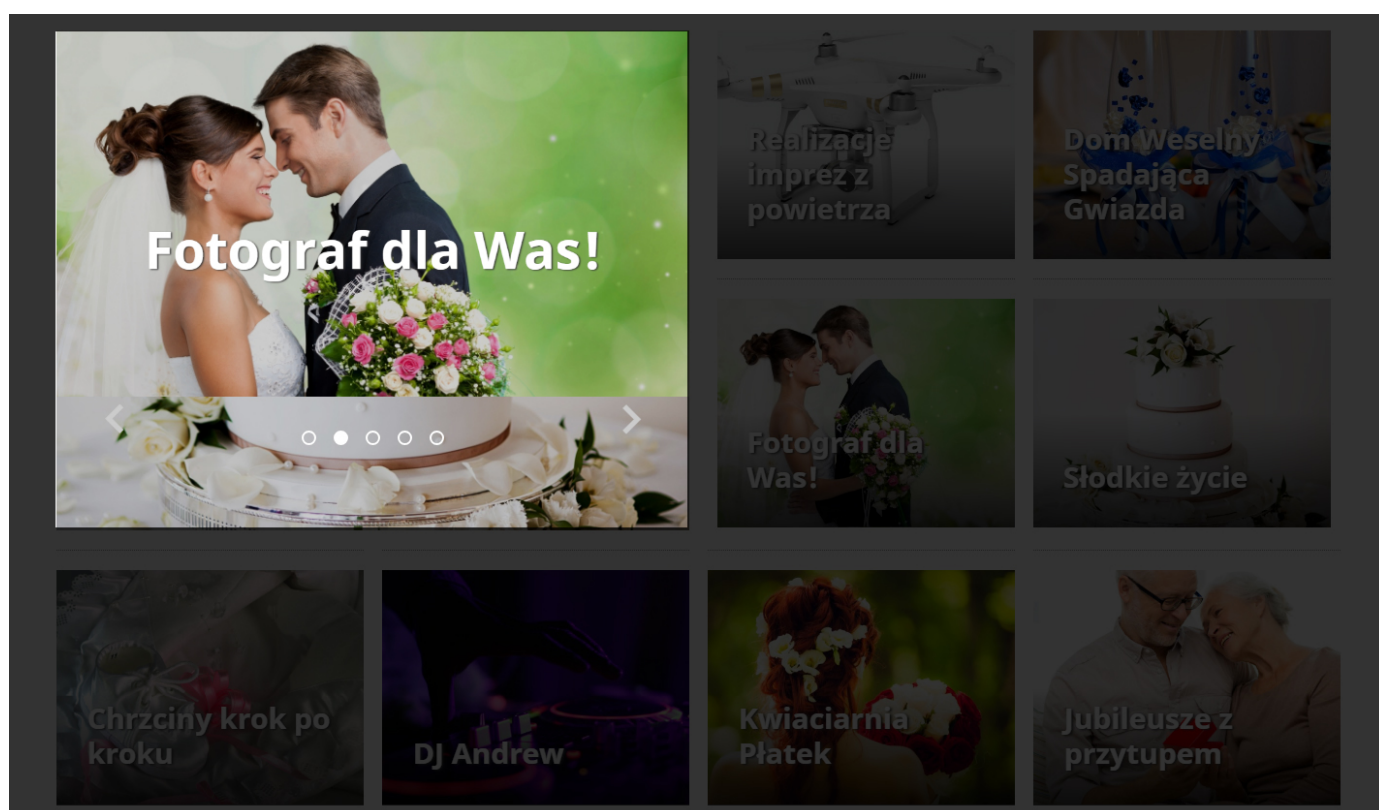 Fotograf dla Was!
Realizacje
imprez z
powietrza
Dom Weselny
Spadająca
Gwiazda
Fotograf dla
Was!
Słodkie życie
Chrzciny krok po
kroku
DJ Andrew
Kwiaciarnia
Płatek
Jubileusze z
przytupem